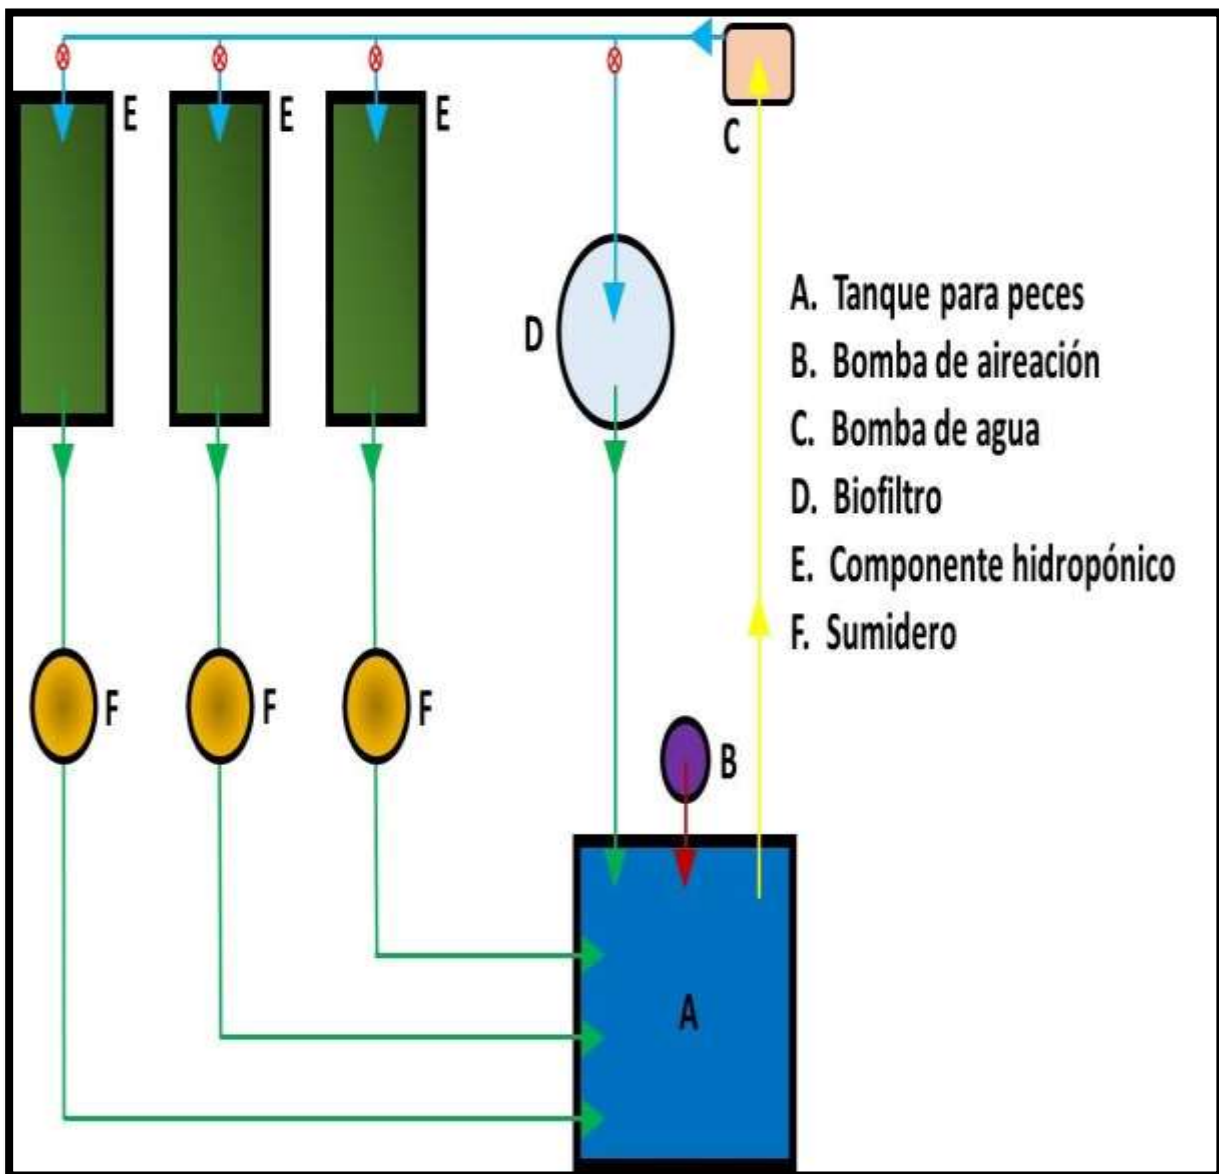 E
E
E
C
D
A. Tanque para peces
B. Bomba de aireación
C. Bomba de agua
D. Biofiltro
E. Componente hidropónico
F. Sumidero
F
F
F
B
A